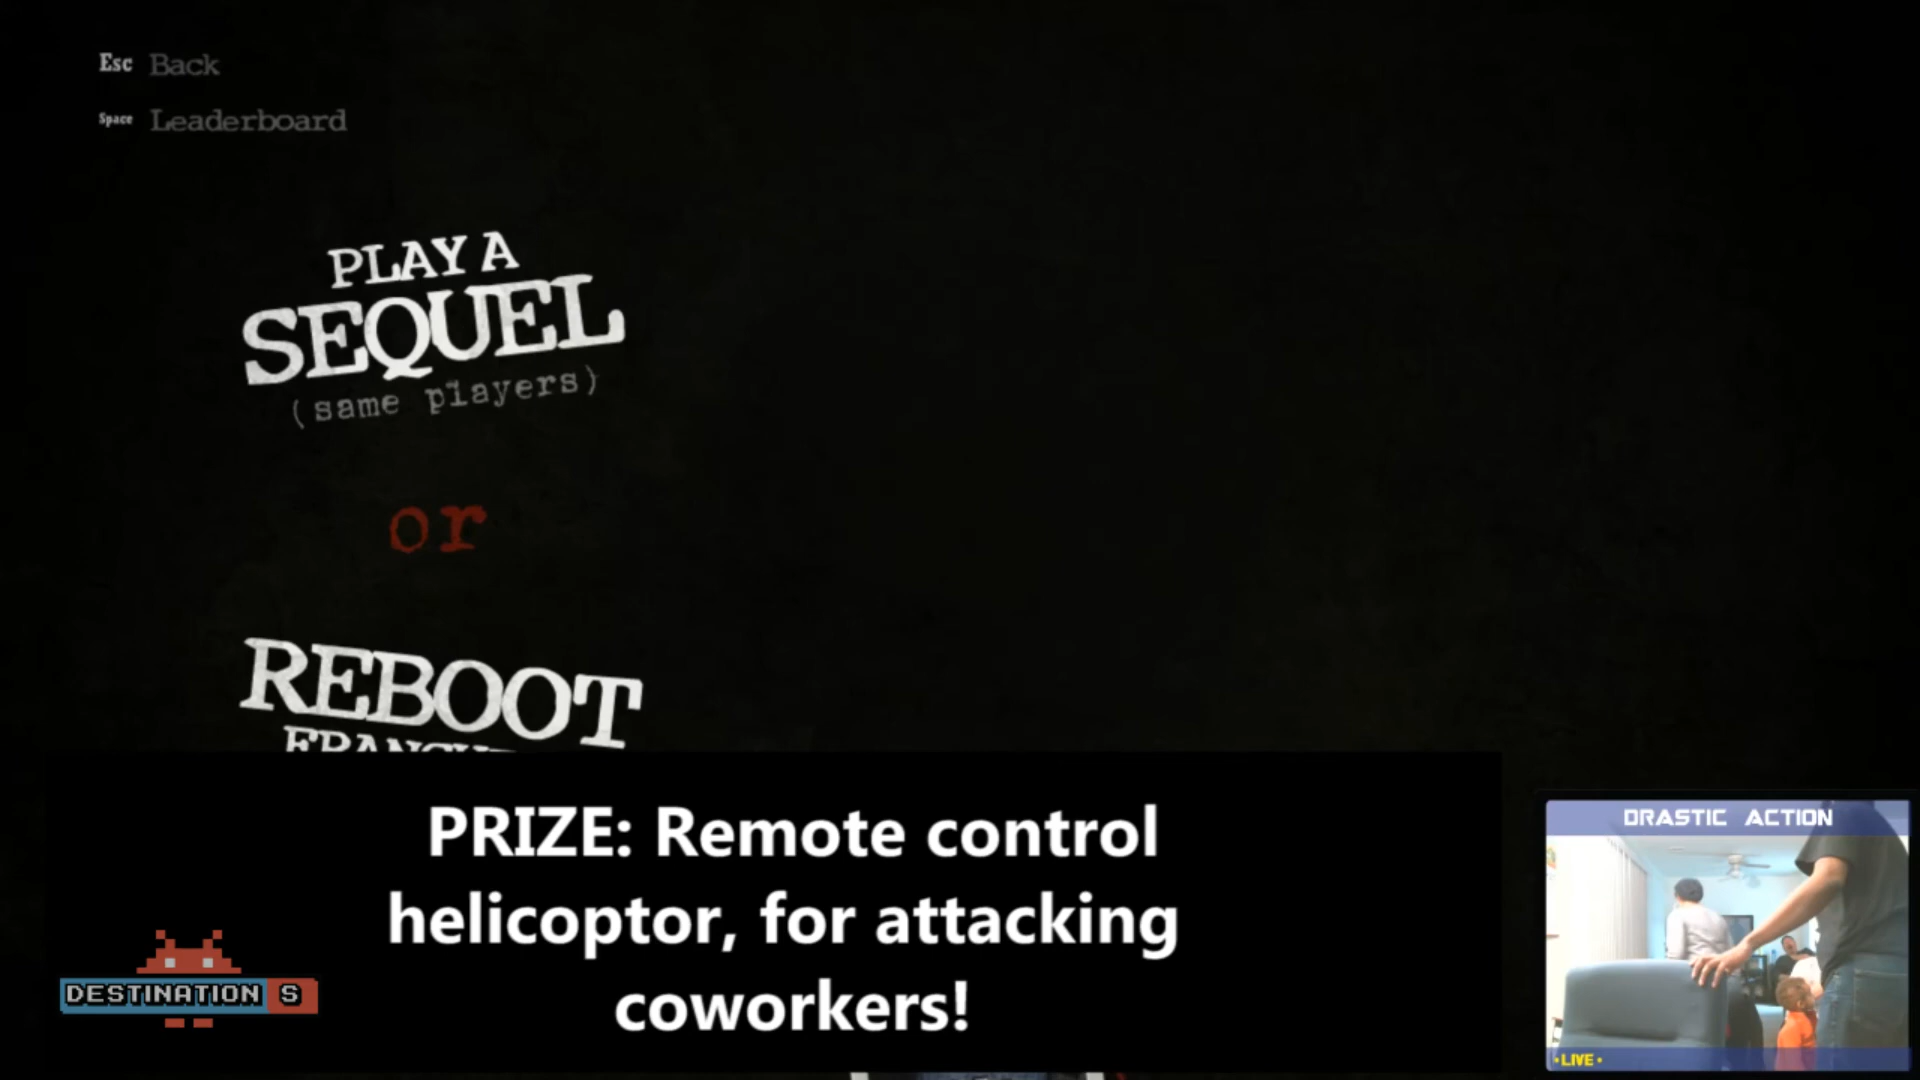 Esc Back
Space Leaderboard
PLAY A
SEQUEL
(same players)
or
REBOOT
PRIZE: Remote control
helicoptor, for attacking
coworkers!
DESTINATION S
DRASTIC ACTION
•LIVE•